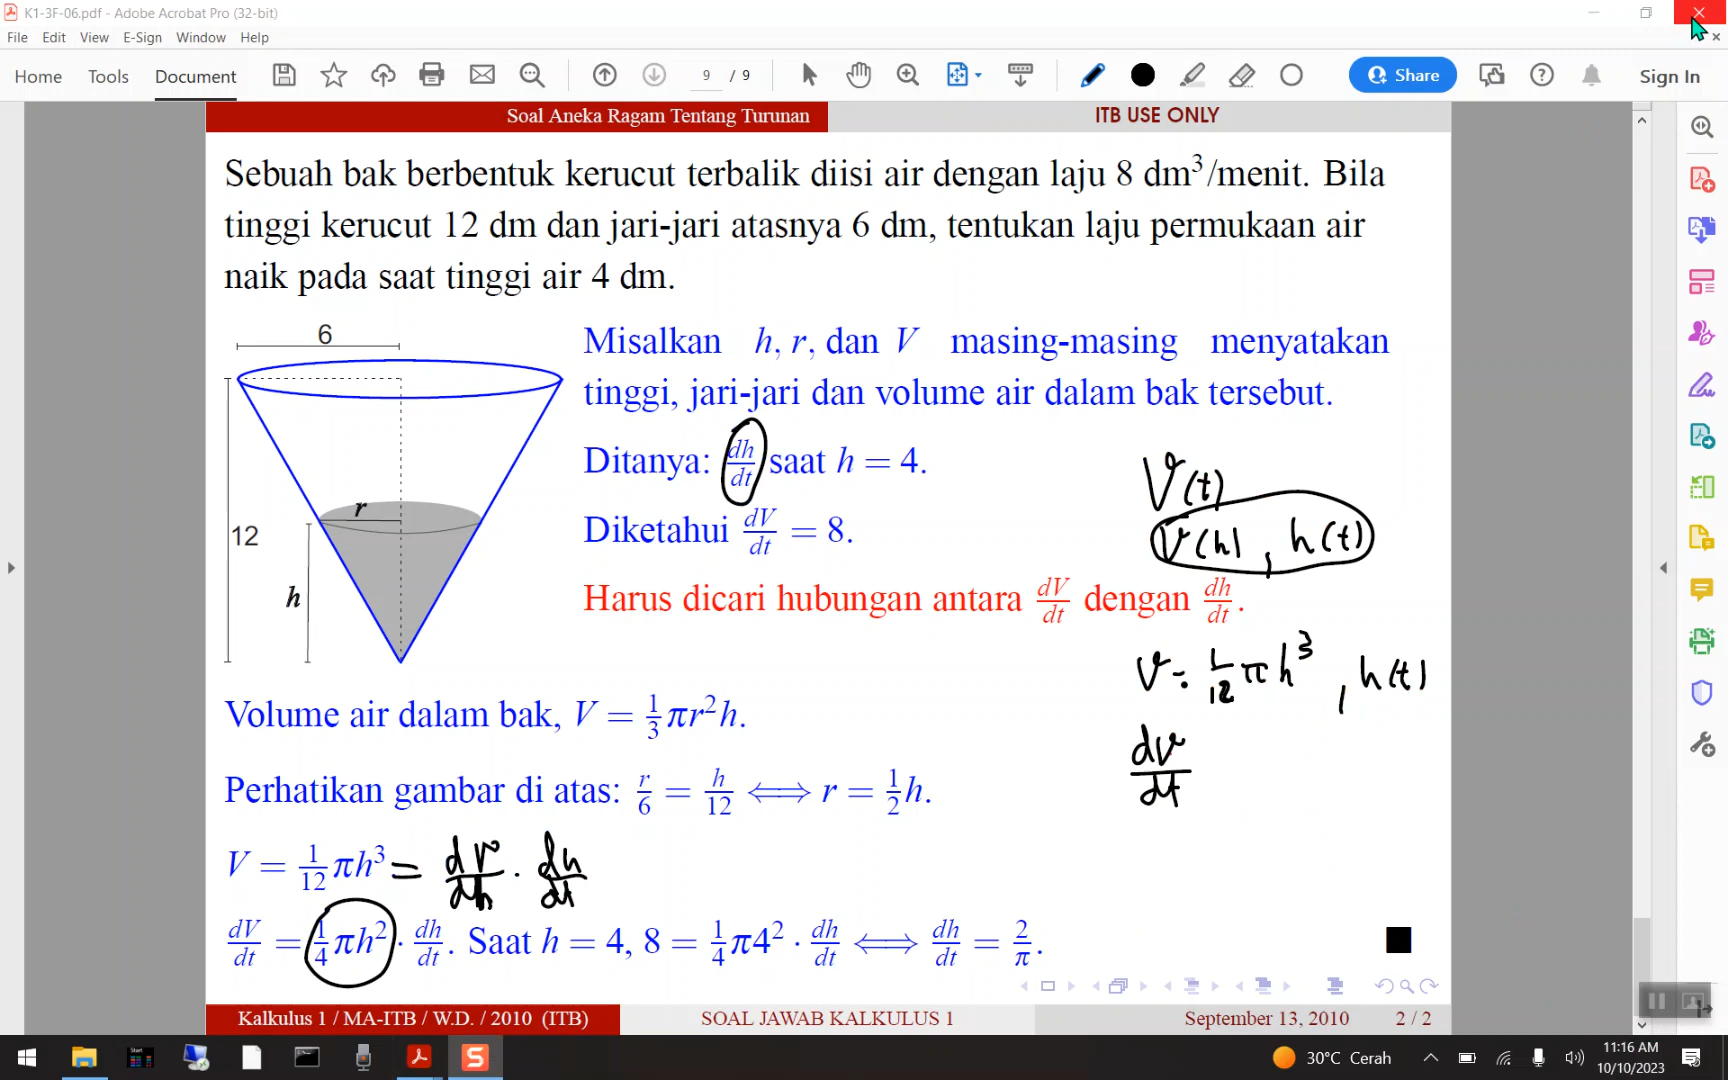 K1-3F-06.pdf - Adobe Acrobat Pro (32-bit)
File Edit View E-Sign Window Help
Home Tools Document 9 / 9 Share Sign In
Soal Aneka Ragam Tentang Turunan ITB USE ONLY
Sebuah bak berbentuk kerucut terbalik diisi air dengan laju 8 dm³/menit. Bila
tinggi kerucut 12 dm dan jari-jari atasnya 6 dm, tentukan laju permukaan air
naik pada saat tinggi air 4 dm.
6
12
r
h
Misalkan h, r, dan V masing-masing menyatakan
tinggi, jari-jari dan volume air dalam bak tersebut.
Ditanya: dh/dt saat h = 4.
Diketahui dV/dt = 8.
Harus dicari hubungan antara dV/dt dengan dh/dt.
V(t)
V(h) , h(t)
V = 1/12 π h³ , h(t)
dV/dt
Volume air dalam bak, V = 1/3 πr²h.
Perhatikan gambar di atas: r/6 = h/12 ⟺ r = 1/2 h.
V = 1/12 πh³ = dV/dh · dh/dt
dV/dt = 1/4 πh² · dh/dt. Saat h = 4, 8 = 1/4 π4² · dh/dt ⟺ dh/dt = 2/π.
Kalkulus 1 / MA-ITB / W.D. / 2010 (ITB) SOAL JAWAB KALKULUS 1 September 13, 2010 2 / 2
30°C Cerah 11:16 AM
10/10/2023